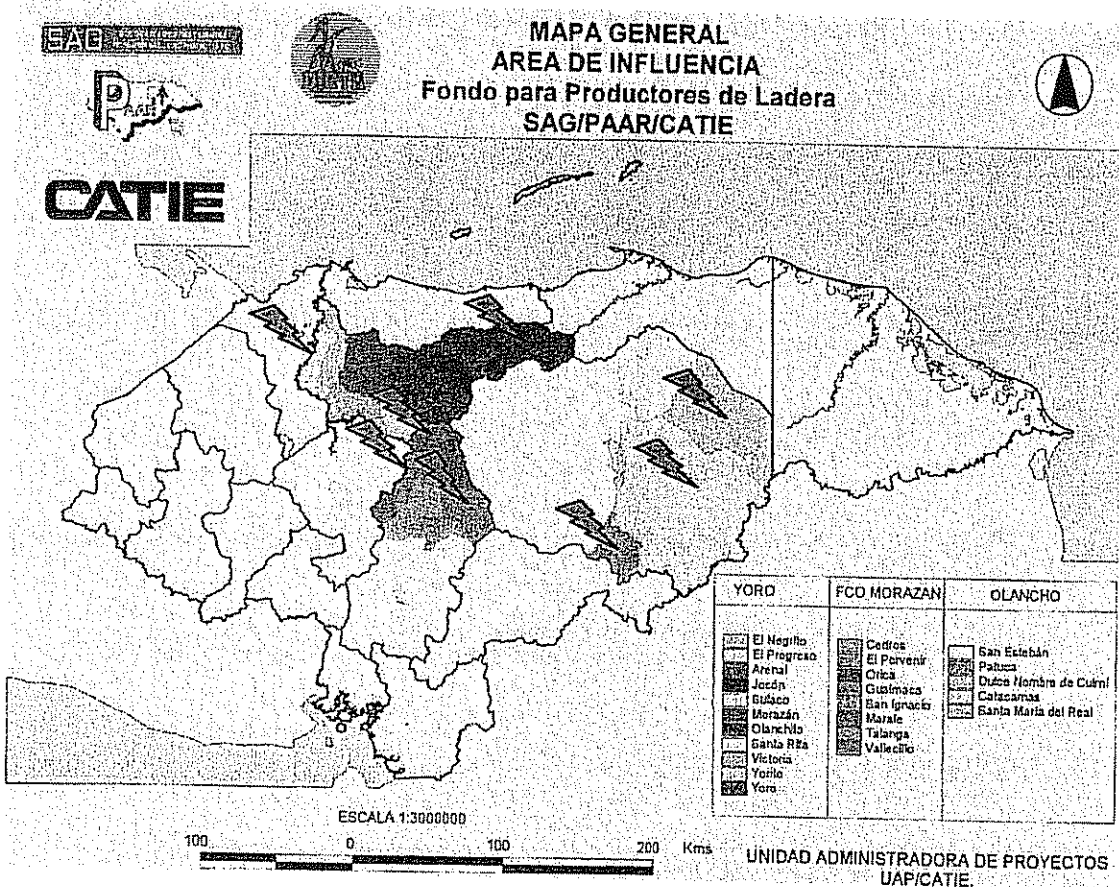 SAG
MAPA GENERAL
AREA DE INFLUENCIA
Fondo para Productores de Ladera
SAG/PAAR/CATIE
PAAR
CATIE
YORO
El Negrito
El Progreso
Arenal
Jocón
Sulaco
Morazán
Olanchito
Santa Rita
Victoria
Yorito
Yoro
FCO MORAZAN
Cedros
El Porvenir
Orica
Guaimaca
San Ignacio
Marale
Talanga
Vallecillo
OLANCHO
San Estebán
Patuca
Dulce Nombre de Culmí
Catacamas
Santa María del Real
ESCALA 1:3000000
100 0 100 200 Kms
UNIDAD ADMINISTRADORA DE PROYECTOS
UAP/CATIE.